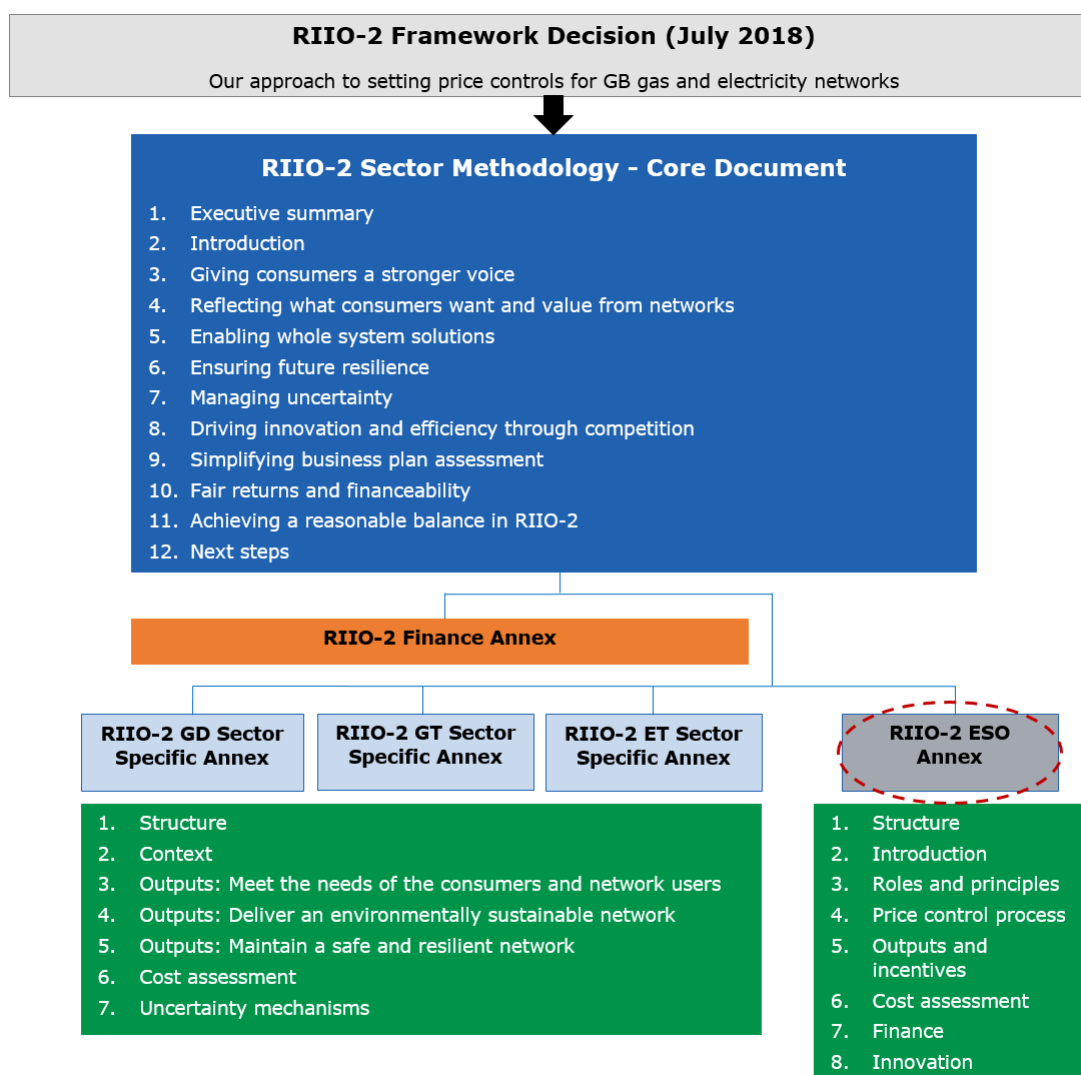 RIIO-2 Framework Decision (July 2018)
Our approach to setting price controls for GB gas and electricity networks
RIIO-2 Sector Methodology - Core Document
1. Executive summary
2. Introduction
3. Giving consumers a stronger voice
4. Reflecting what consumers want and value from networks
5. Enabling whole system solutions
6. Ensuring future resilience
7. Managing uncertainty
8. Driving innovation and efficiency through competition
9. Simplifying business plan assessment
10. Fair returns and financeability
11. Achieving a reasonable balance in RIIO-2
12. Next steps
RIIO-2 Finance Annex
RIIO-2 GD Sector
Specific Annex
RIIO-2 GT Sector
Specific Annex
RIIO-2 ET Sector
Specific Annex
RIIO-2 ESO
Annex
1. Structure
2. Context
3. Outputs: Meet the needs of the consumers and network users
4. Outputs: Deliver an environmentally sustainable network
5. Outputs: Maintain a safe and resilient network
6. Cost assessment
7. Uncertainty mechanisms
1. Structure
2. Introduction
3. Roles and principles
4. Price control process
5. Outputs and
incentives
6. Cost assessment
7. Finance
8. Innovation